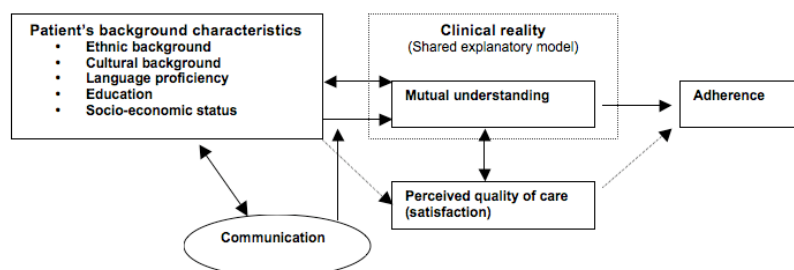 Patient's background characteristics
• Ethnic background
• Cultural background
• Language proficiency
• Education
• Socio-economic status
Clinical reality
(Shared explanatory model)
Mutual understanding
Adherence
Perceived quality of care
(satisfaction)
Communication